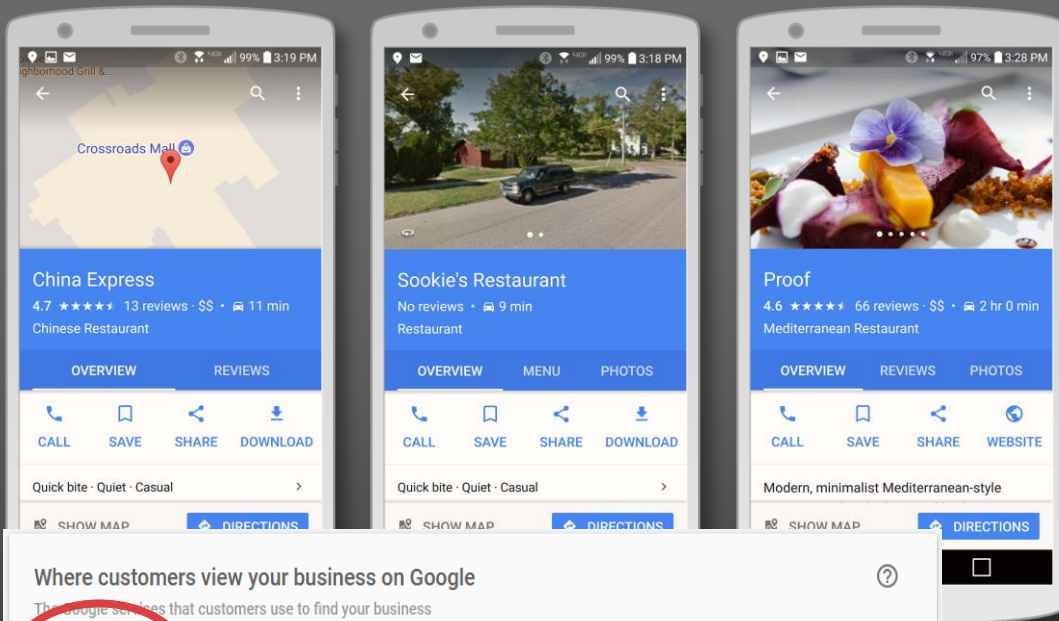 99% 3:19 PM
ghborhood Grill &...
Crossroads Mall
China Express
4.7 13 reviews · $$ • 11 min
Chinese Restaurant
OVERVIEW REVIEWS
CALL SAVE SHARE DOWNLOAD
Quick bite · Quiet · Casual
SHOW MAP DIRECTIONS
99% 3:18 PM
Sookie's Restaurant
No reviews • 9 min
Restaurant
OVERVIEW MENU PHOTOS
CALL SAVE SHARE DOWNLOAD
Quick bite · Quiet · Casual
SHOW MAP DIRECTIONS
97% 3:28 PM
Proof
4.6 66 reviews · $$ • 2 hr 0 min
Mediterranean Restaurant
OVERVIEW REVIEWS PHOTOS
CALL SAVE SHARE WEBSITE
Modern, minimalist Mediterranean-style
SHOW MAP DIRECTIONS
Where customers view your business on Google
The Google services that customers use to find your business